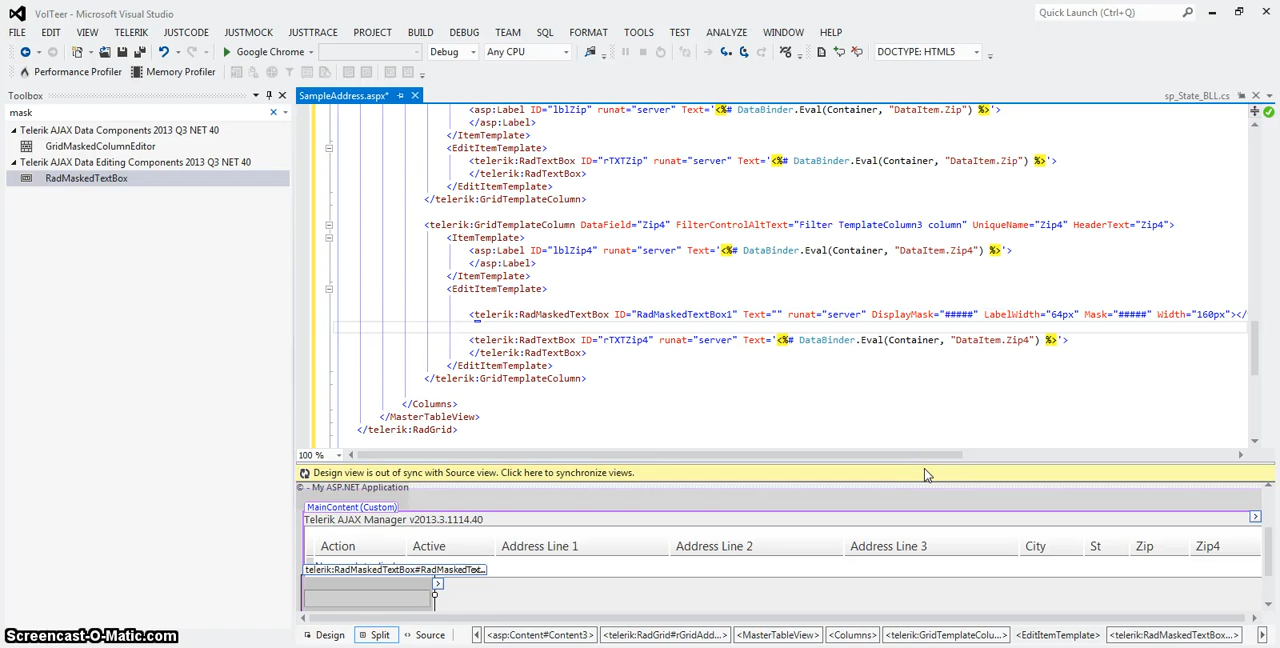 VolTeer - Microsoft Visual Studio
Quick Launch (Ctrl+Q)
FILE EDIT VIEW TELERIK JUSTCODE JUSTMOCK JUSTTRACE PROJECT BUILD DEBUG TEAM SQL FORMAT TOOLS TEST ANALYZE WINDOW HELP
Google Chrome Debug Any CPU DOCTYPE: HTML5
Performance Profiler Memory Profiler
Toolbox
SampleAddress.aspx*
sp_State_BLL.cs
mask
Telerik AJAX Data Components 2013 Q3 NET 40
GridMaskedColumnEditor
Telerik AJAX Data Editing Components 2013 Q3 NET 40
RadMaskedTextBox
<asp:Label ID="lblZip" runat="server" Text='<%# DataBinder.Eval(Container, "DataItem.Zip") %>'>
</asp:Label>
</ItemTemplate>
<EditItemTemplate>
<telerik:RadTextBox ID="rTXTZip" runat="server" Text='<%# DataBinder.Eval(Container, "DataItem.Zip") %>'>
</telerik:RadTextBox>
</EditItemTemplate>
</telerik:GridTemplateColumn>
<telerik:GridTemplateColumn DataField="Zip4" FilterControlAltText="Filter TemplateColumn3 column" UniqueName="Zip4" HeaderText="Zip4">
<ItemTemplate>
<asp:Label ID="lblZip4" runat="server" Text='<%# DataBinder.Eval(Container, "DataItem.Zip4") %>'>
</asp:Label>
</ItemTemplate>
<EditItemTemplate>
<telerik:RadMaskedTextBox ID="RadMaskedTextBox1" Text="" runat="server" DisplayMask="#####" LabelWidth="64px" Mask="#####" Width="160px"></
<telerik:RadTextBox ID="rTXTZip4" runat="server" Text='<%# DataBinder.Eval(Container, "DataItem.Zip4") %>'>
</telerik:RadTextBox>
</EditItemTemplate>
</telerik:GridTemplateColumn>
</Columns>
</MasterTableView>
</telerik:RadGrid>
100 %
Design view is out of sync with Source view. Click here to synchronize views.
© - My ASP.NET Application
MainContent (Custom)
Telerik AJAX Manager v2013.3.1114.40
Action Active Address Line 1 Address Line 2 Address Line 3 City St Zip Zip4
telerik:RadMaskedTextBox#RadMaskedText...
Design Split Source <asp:Content#Content3> <telerik:RadGrid#rGridAdd...> <MasterTableView> <Columns> <telerik:GridTemplateColu...> <EditItemTemplate> <telerik:RadMaskedTextBox...>
Screencast-O-Matic.com